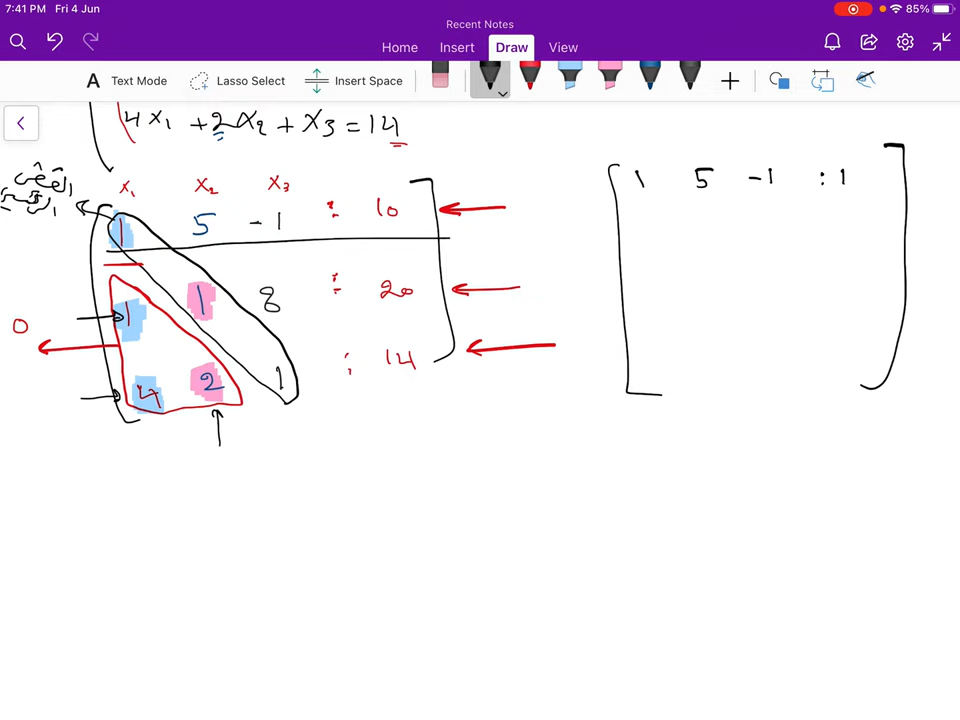 7:41 PM Fri 4 Jun
85%
Recent Notes
Home Insert Draw View
Text Mode Lasso Select Insert Space
4x₁ + 2x₂ + x₃ = 14
x₁ x₂ x₃
1 5 -1 : 10
1 1 8 : 20
4 2 1 : 14
0
1 5 -1 : 1